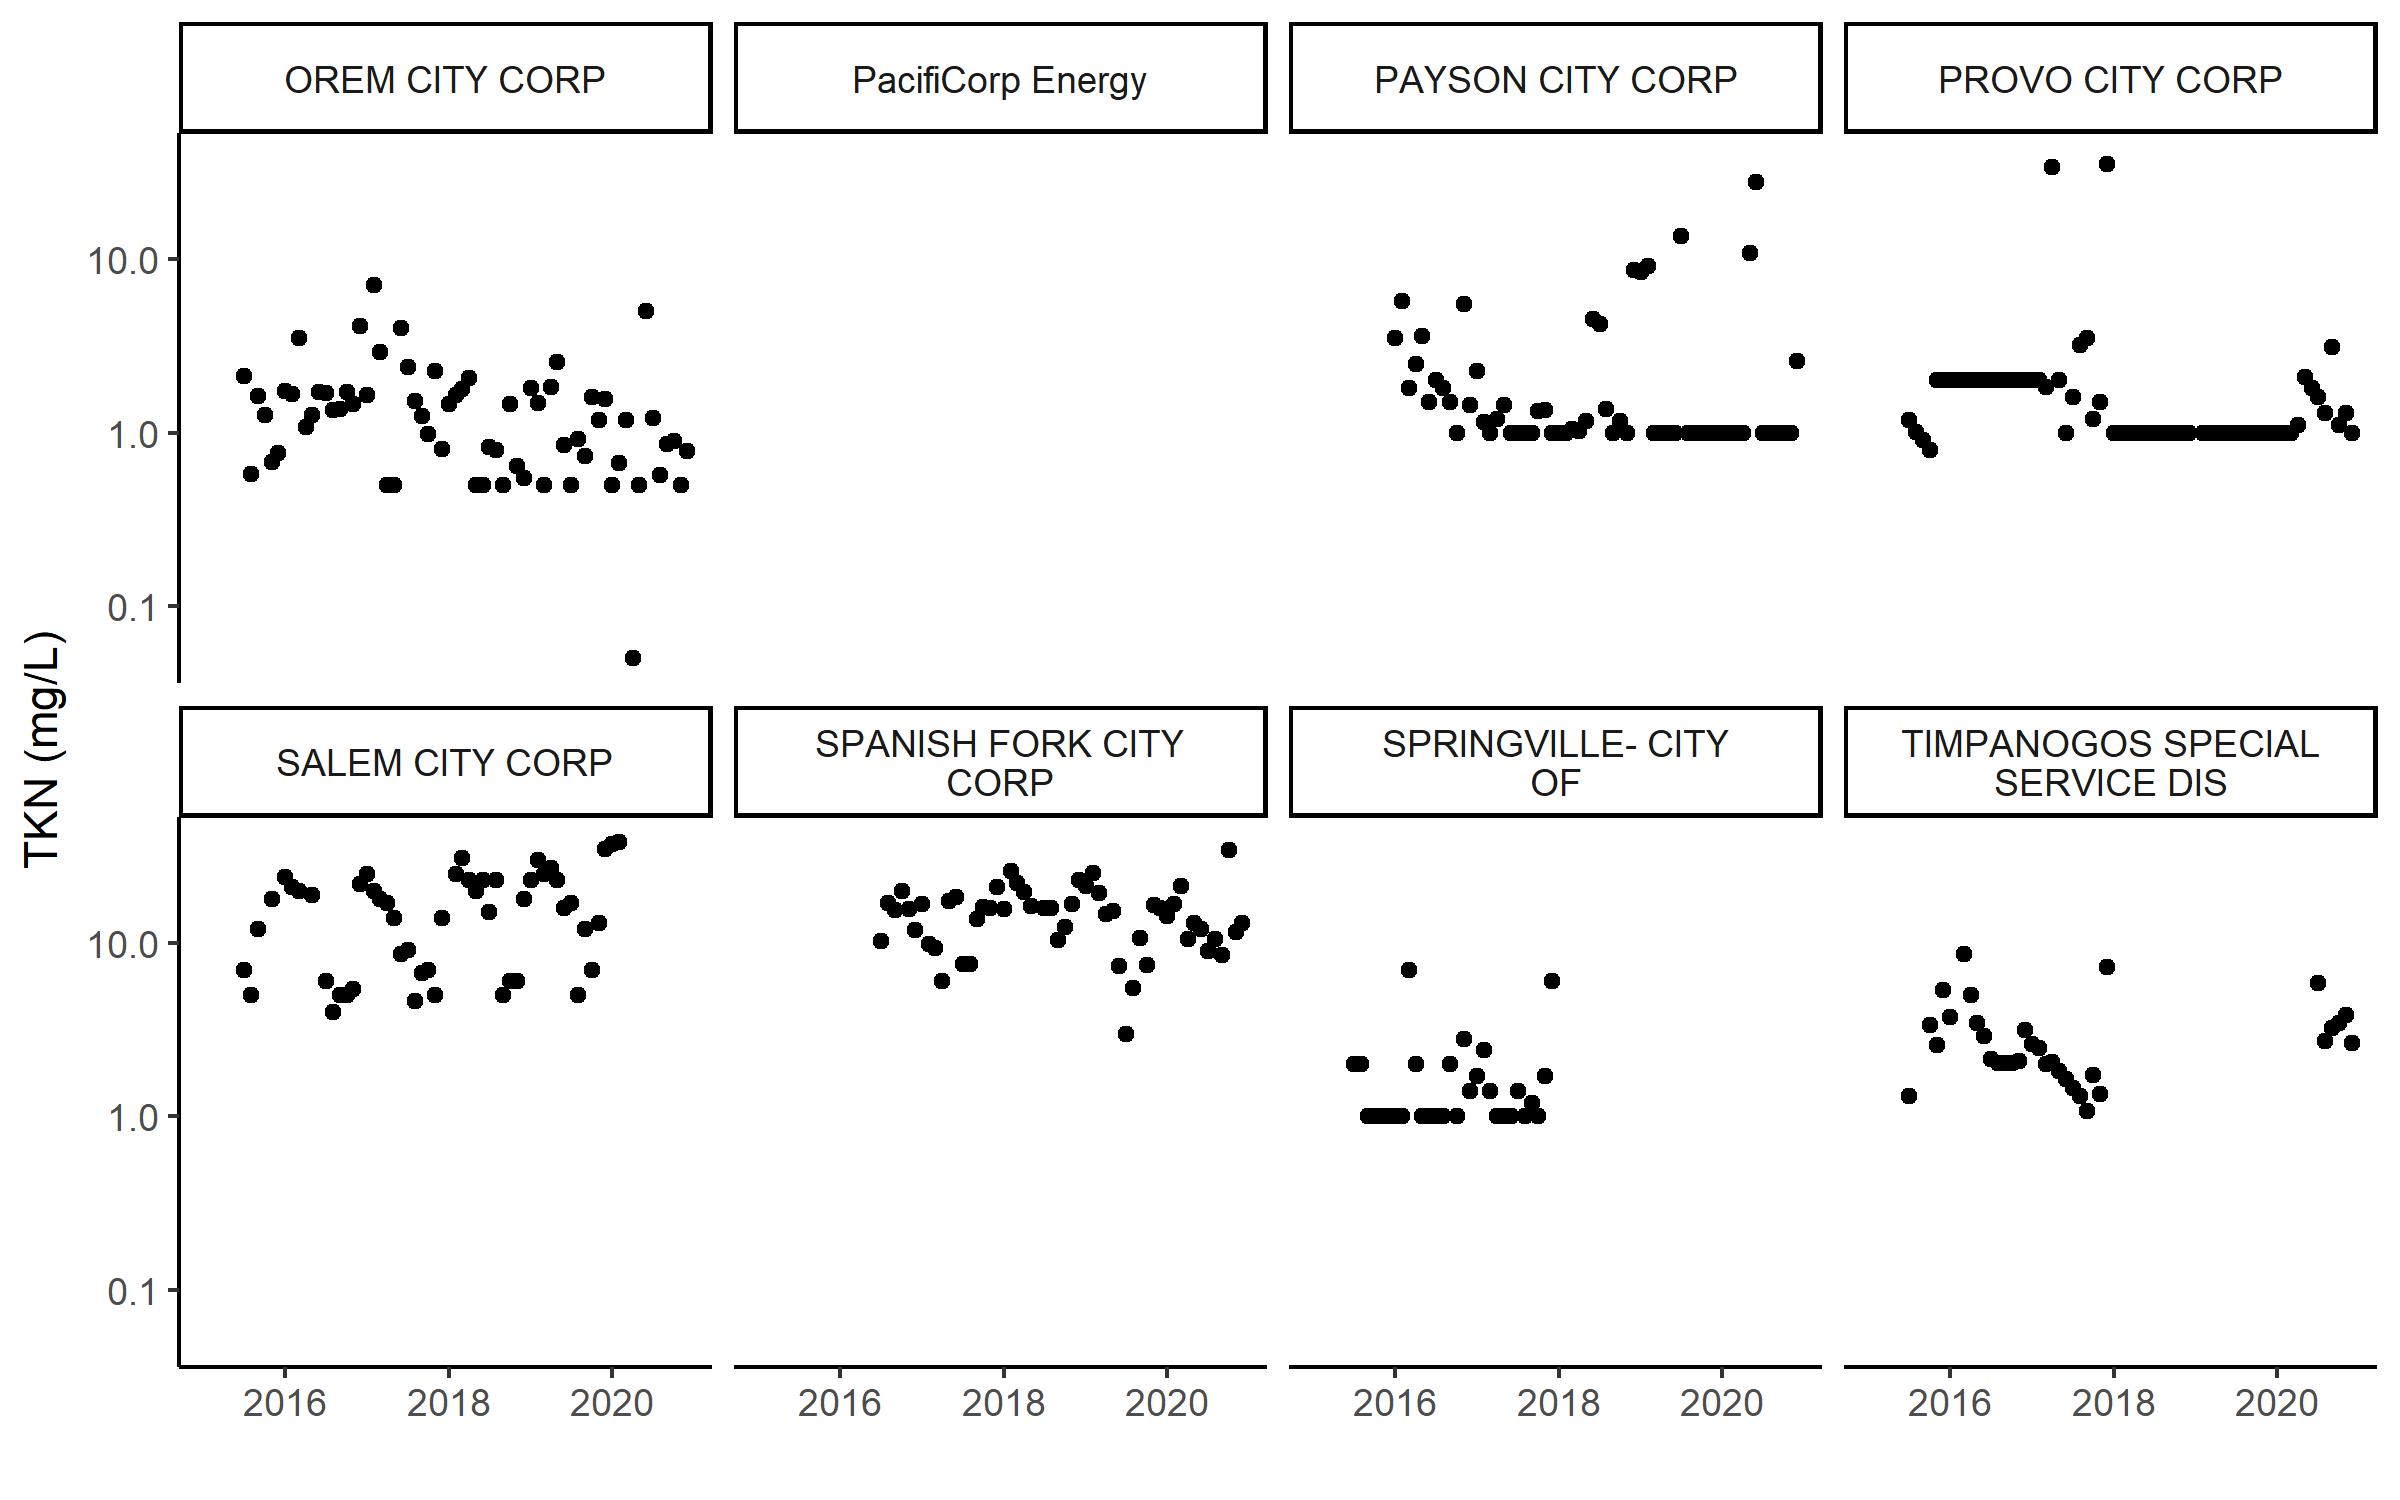 OREM CITY CORP
PacifiCorp Energy
PAYSON CITY CORP
PROVO CITY CORP
10.0
1.0
0.1
TKN (mg/L)
SALEM CITY CORP
SPANISH FORK CITY
CORP
SPRINGVILLE- CITY
OF
TIMPANOGOS SPECIAL
SERVICE DIS
10.0
1.0
0.1
2016
2018
2020
2016
2018
2020
2016
2018
2020
2016
2018
2020